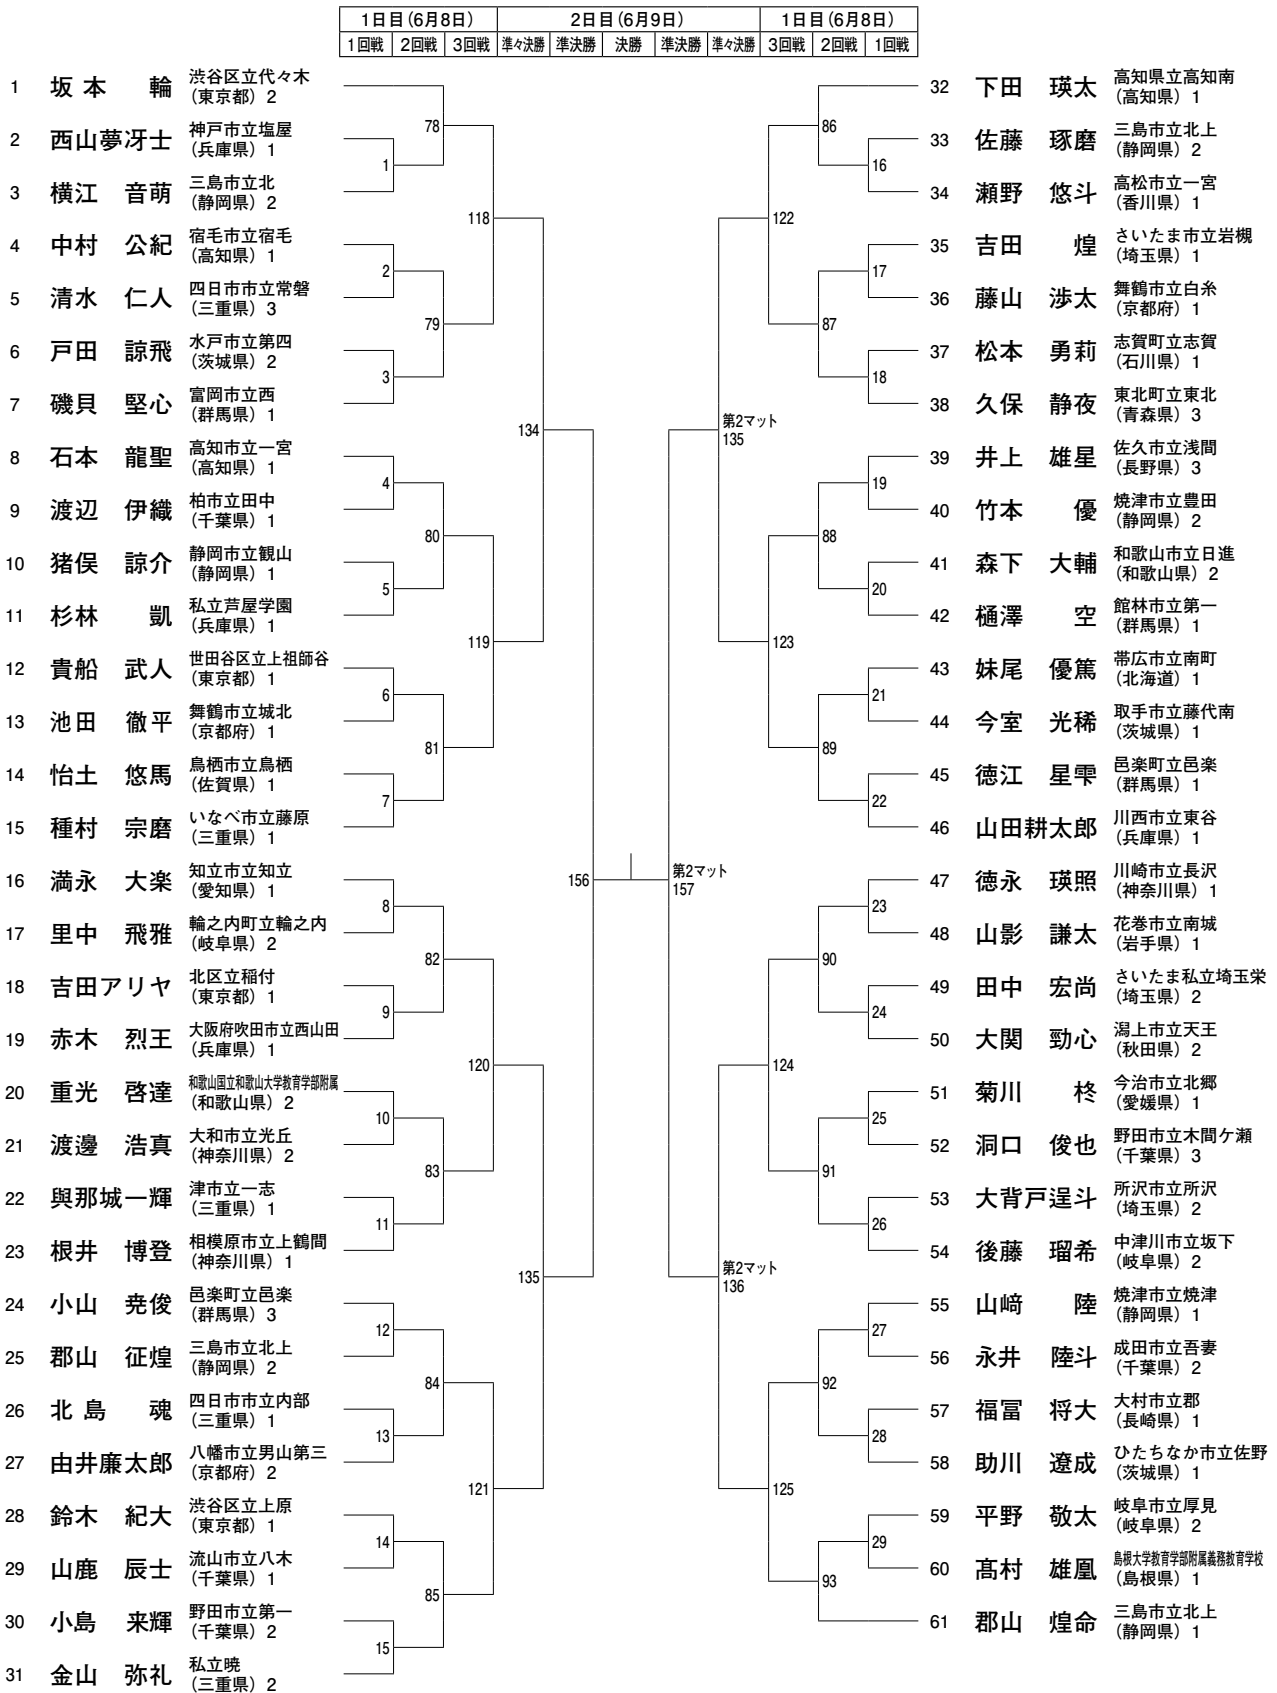 1日目(6月8日) 2日目(6月9日) 1日目(6月8日)
1回戦 2回戦 3回戦 準々決勝 準決勝 決勝 準決勝 準々決勝 3回戦 2回戦 1回戦
1 坂本 輪 渋谷区立代々木
(東京都) 2
2 西山夢冴士 神戸市立塩屋
(兵庫県) 1
3 横江 音萌 三島市立北
(静岡県) 2
4 中村 公紀 宿毛市立宿毛
(高知県) 1
5 清水 仁人 四日市市立常磐
(三重県) 3
6 戸田 諒飛 水戸市立第四
(茨城県) 2
7 磯貝 堅心 富岡市立西
(群馬県) 1
8 石本 龍聖 高知市立一宮
(高知県) 1
9 渡辺 伊織 柏市立田中
(千葉県) 1
10 猪俣 諒介 静岡市立観山
(静岡県) 1
11 杉林 凱 私立芦屋学園
(兵庫県) 1
12 貴船 武人 世田谷区立上祖師谷
(東京都) 1
13 池田 徹平 舞鶴市立城北
(京都府) 1
14 怡土 悠馬 鳥栖市立鳥栖
(佐賀県) 1
15 種村 宗磨 いなべ市立藤原
(三重県) 1
16 満永 大楽 知立市立知立
(愛知県) 1
17 里中 飛雅 輪之内町立輪之内
(岐阜県) 2
18 吉田アリヤ 北区立稲付
(東京都) 1
19 赤木 烈王 大阪府吹田市立西山田
(兵庫県) 1
20 重光 啓達 和歌山国立和歌山大学教育学部附属
(和歌山県) 2
21 渡邊 浩真 大和市立光丘
(神奈川県) 2
22 與那城一輝 津市立一志
(三重県) 1
23 根井 博登 相模原市立上鶴間
(神奈川県) 1
24 小山 尭俊 邑楽町立邑楽
(群馬県) 3
25 郡山 征煌 三島市立北上
(静岡県) 2
26 北島 魂 四日市市立内部
(三重県) 1
27 由井廉太郎 八幡市立男山第三
(京都府) 2
28 鈴木 紀大 渋谷区立上原
(東京都) 1
29 山鹿 辰士 流山市立八木
(千葉県) 1
30 小島 来輝 野田市立第一
(千葉県) 2
31 金山 弥礼 私立暁
(三重県) 2
1
2
3
4
5
6
7
8
9
10
11
12
13
14
15
78
79
80
81
82
83
84
85
118
119
120
121
134
135
156
第2マット
157
第2マット
135
第2マット
136
122
123
124
125
86
87
88
89
90
91
92
93
16
17
18
19
20
21
22
23
24
25
26
27
28
29
32 下田 瑛太 高知県立高知南
(高知県) 1
33 佐藤 琢磨 三島市立北上
(静岡県) 2
34 瀬野 悠斗 高松市立一宮
(香川県) 1
35 吉田 煌 さいたま市立岩槻
(埼玉県) 1
36 藤山 渉太 舞鶴市立白糸
(京都府) 1
37 松本 勇莉 志賀町立志賀
(石川県) 1
38 久保 静夜 東北町立東北
(青森県) 3
39 井上 雄星 佐久市立浅間
(長野県) 3
40 竹本 優 焼津市立豊田
(静岡県) 2
41 森下 大輔 和歌山市立日進
(和歌山県) 2
42 樋澤 空 館林市立第一
(群馬県) 1
43 妹尾 優篤 帯広市立南町
(北海道) 1
44 今室 光稀 取手市立藤代南
(茨城県) 1
45 徳江 星雫 邑楽町立邑楽
(群馬県) 1
46 山田耕太郎 川西市立東谷
(兵庫県) 1
47 徳永 瑛照 川崎市立長沢
(神奈川県) 1
48 山影 謙太 花巻市立南城
(岩手県) 1
49 田中 宏尚 さいたま私立埼玉栄
(埼玉県) 2
50 大関 勁心 潟上市立天王
(秋田県) 2
51 菊川 柊 今治市立北郷
(愛媛県) 1
52 洞口 俊也 野田市立木間ケ瀬
(千葉県) 3
53 大背戸逞斗 所沢市立所沢
(埼玉県) 2
54 後藤 瑠希 中津川市立坂下
(岐阜県) 2
55 山﨑 陸 焼津市立焼津
(静岡県) 1
56 永井 陸斗 成田市立吾妻
(千葉県) 2
57 福冨 将大 大村市立郡
(長崎県) 1
58 助川 遼成 ひたちなか市立佐野
(茨城県) 1
59 平野 敬太 岐阜市立厚見
(岐阜県) 2
60 髙村 雄凰 島根大学教育学部附属義務教育学校
(島根県) 1
61 郡山 煌命 三島市立北上
(静岡県) 1